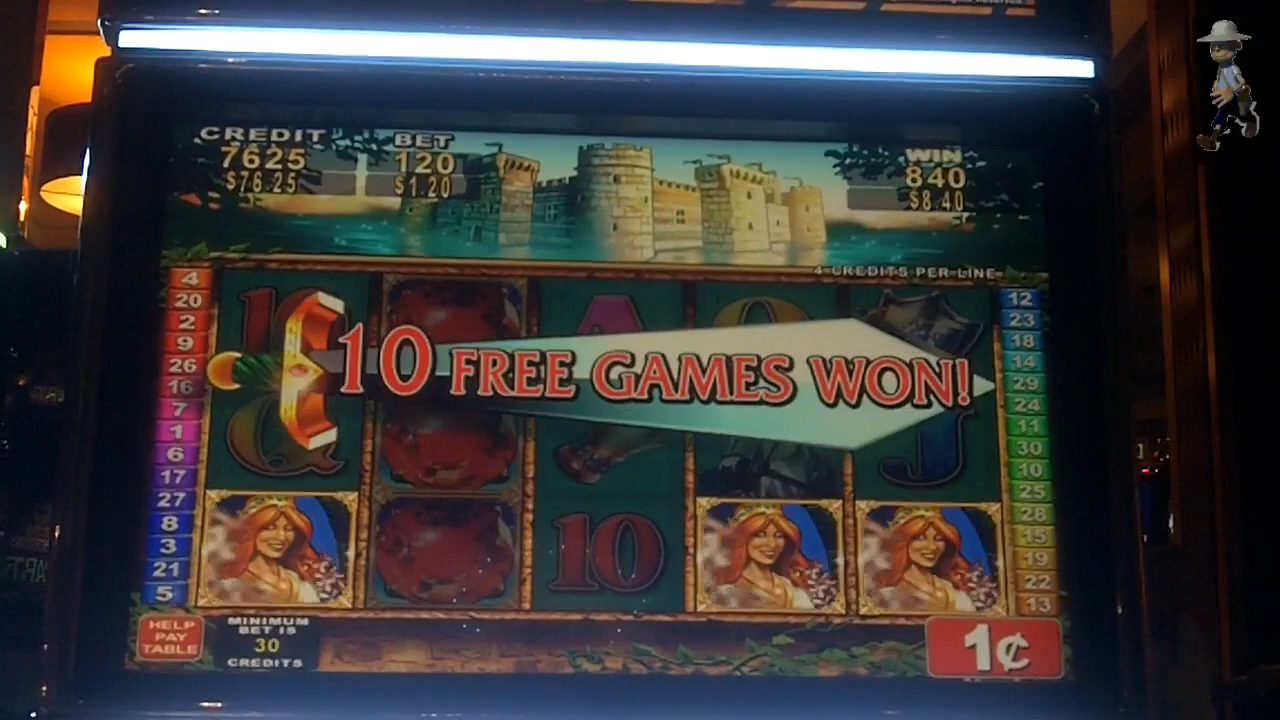 CREDIT
7625
$76.25
BET
120
$1.20
WIN
840
$8.40
4 CREDITS PER LINE
4
20
2
9
26
16
7
1
6
17
27
8
3
21
5
10 FREE GAMES WON!
10
Q
A
J
10
12
23
18
14
29
24
11
30
10
25
28
15
19
22
13
HELP
PAY
TABLE
MINIMUM
BET IS
30
CREDITS
1¢